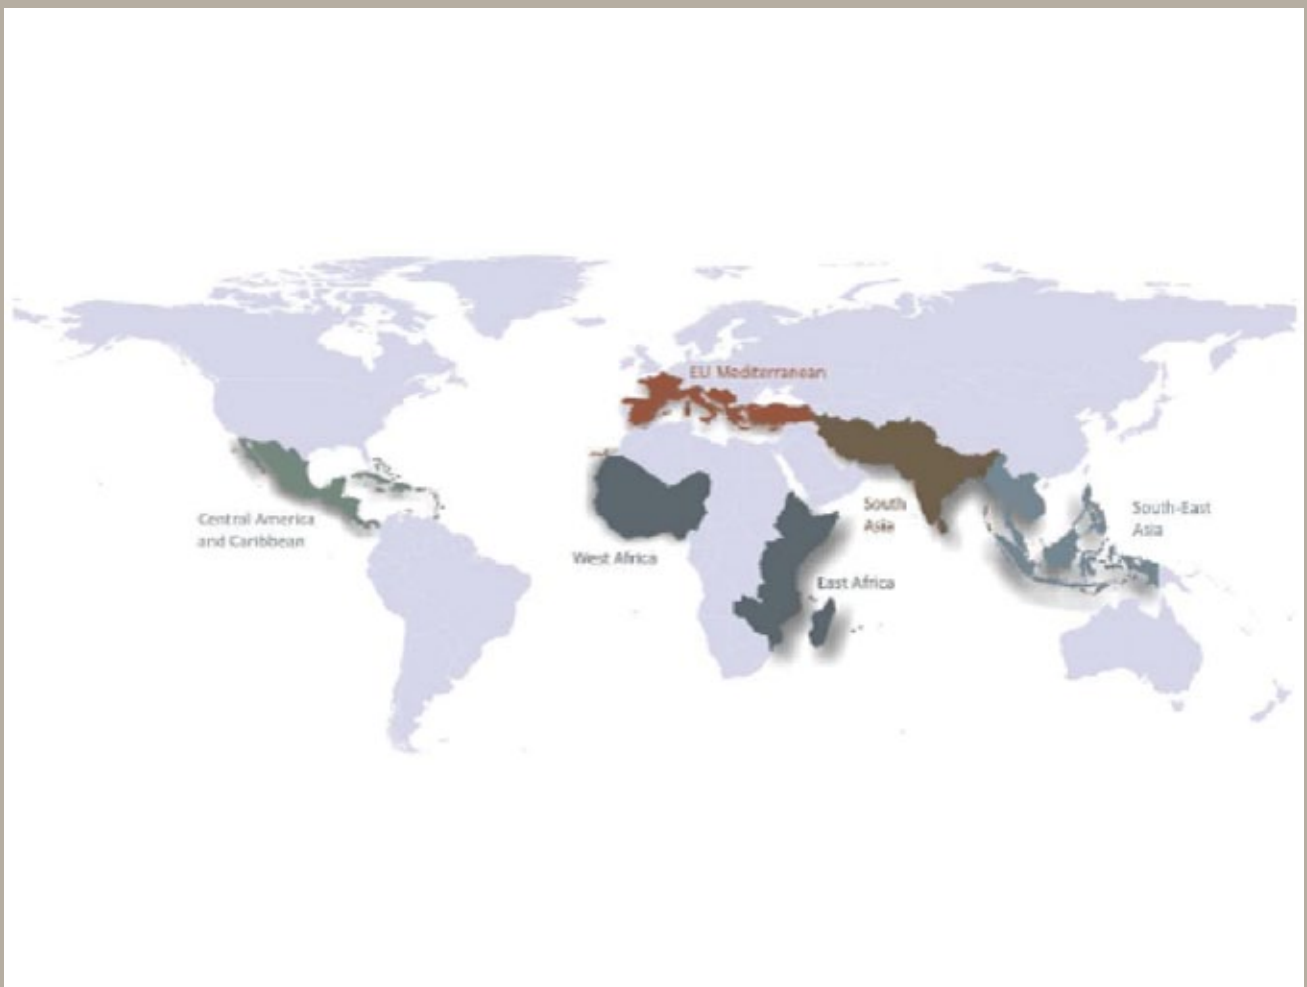 EU Mediterranean
South
Asia
South-East
Asia
Central America
and Caribbean
West Africa
East Africa